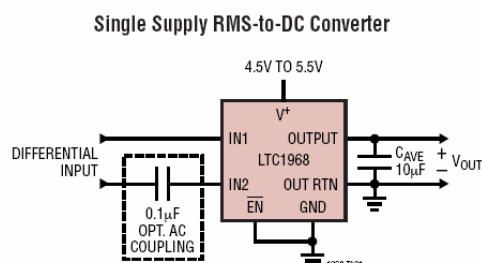 Single Supply RMS-to-DC Converter
4.5V TO 5.5V
V+
IN1
OUTPUT
DIFFERENTIAL
INPUT
LTC1968
CAVE
10µF
+
−
VOUT
IN2
OUT RTN
EN
GND
0.1µF
OPT. AC
COUPLING